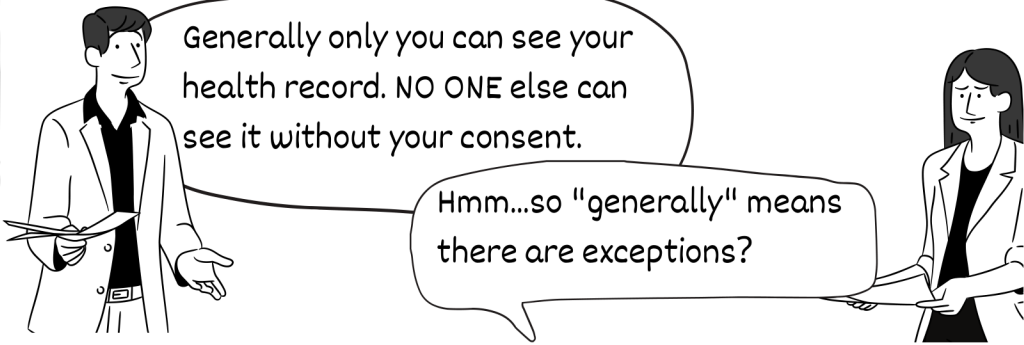 Generally only you can see your
health record. NO ONE else can
see it without your consent.
Hmm...so "generally" means
there are exceptions?